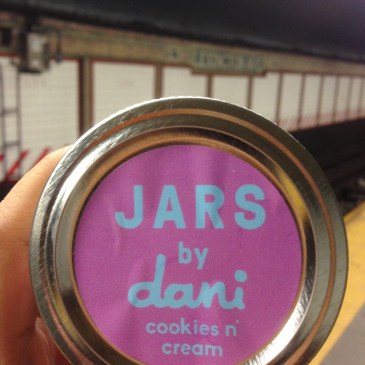 JARS
by
dani
cookies n'
cream